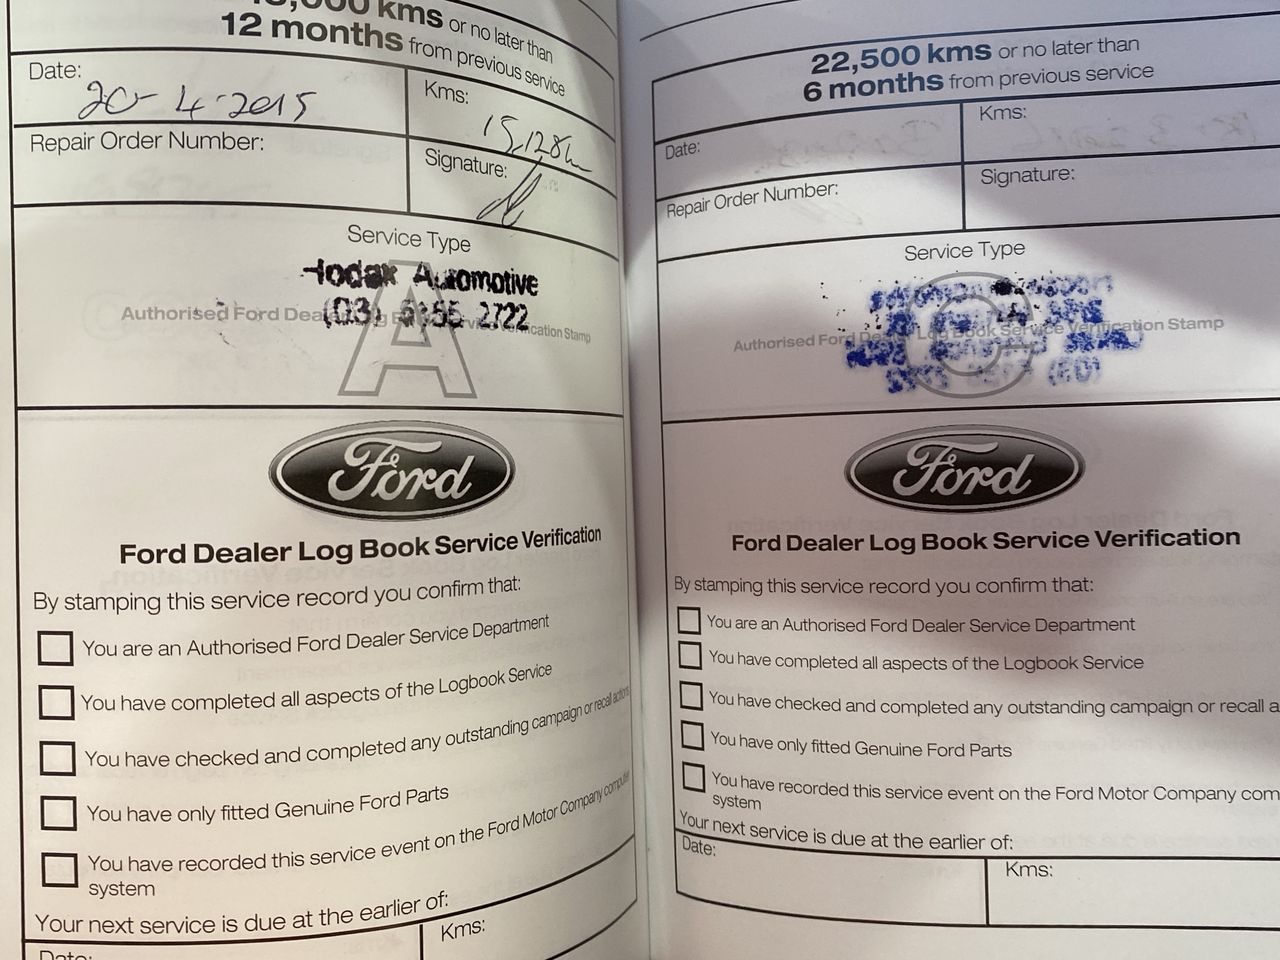 kms or no later than
12 months from previous service
Date:
20-4-2015
Kms:
15,128
Repair Order Number:
Signature:
Service Type
Automotive
(03) 2722
Authorised Ford Verification Stamp
A
Ford
Ford Dealer Log Book Service Verification
By stamping this service record you confirm that:
You are an Authorised Ford Dealer Service Department
You have completed all aspects of the Logbook Service
You have checked and completed any outstanding campaign or recall actions
You have only fitted Genuine Ford Parts
You have recorded this service event on the Ford Motor Company computer
system
Your next service is due at the earlier of:
Date:
Kms:
22,500 kms or no later than
6 months from previous service
Date:
Kms:
Repair Order Number:
Signature:
Service Type
Authorised Ford Dealer Log Book Service Verification Stamp
C
Ford
Ford Dealer Log Book Service Verification
By stamping this service record you confirm that:
You are an Authorised Ford Dealer Service Department
You have completed all aspects of the Logbook Service
You have checked and completed any outstanding campaign or recall a
You have only fitted Genuine Ford Parts
You have recorded this service event on the Ford Motor Company com
system
Your next service is due at the earlier of:
Date:
Kms: